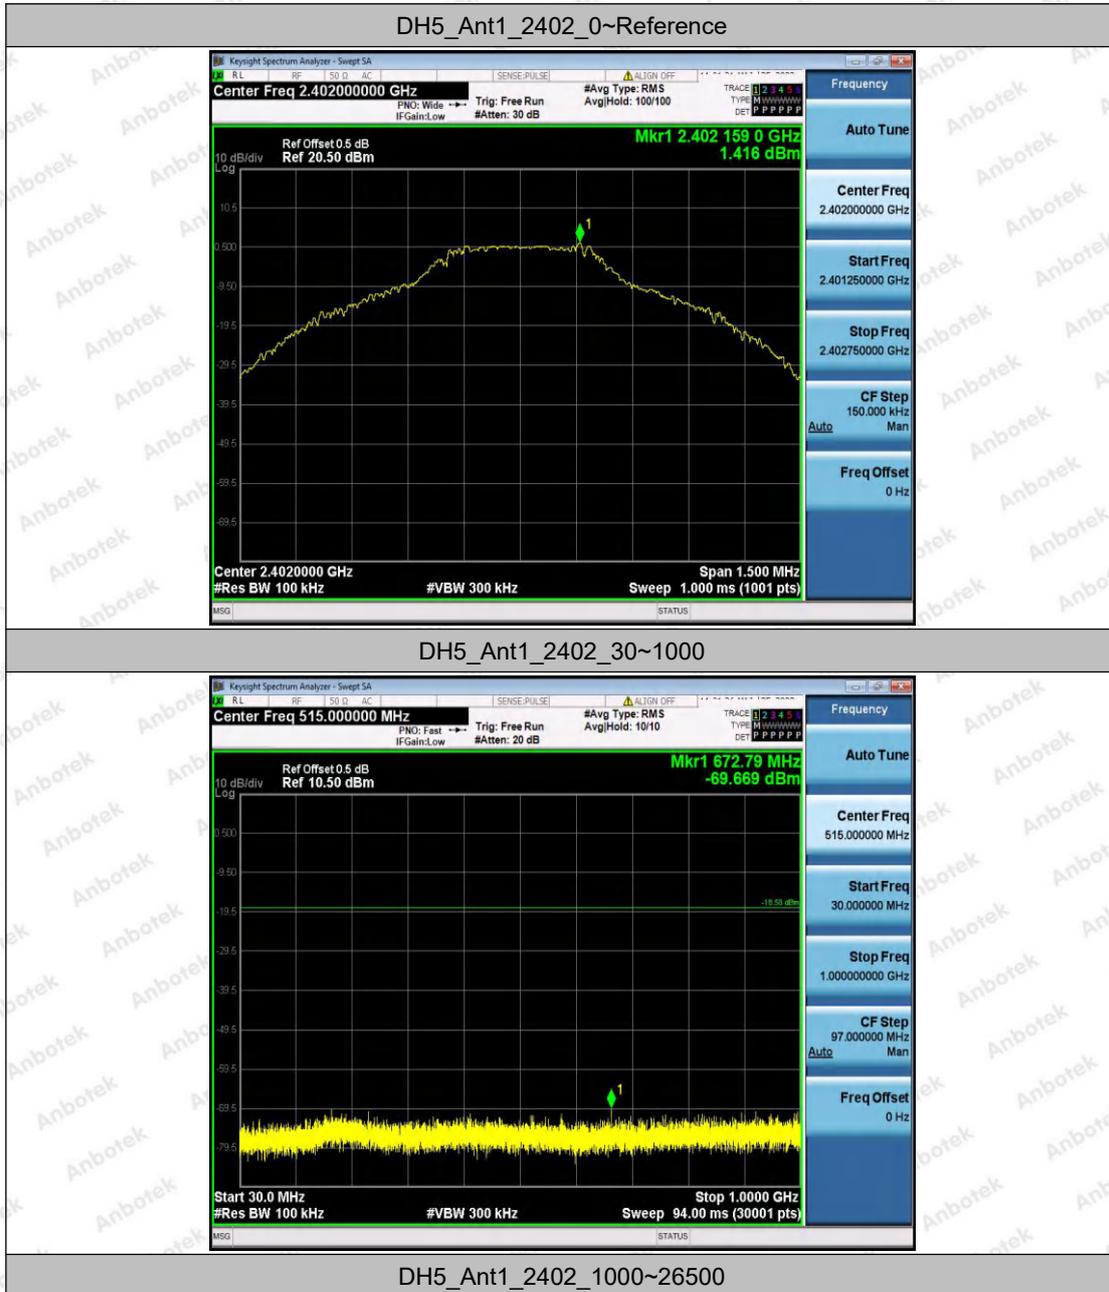 DH5_Ant1_2402_0~Reference
Keysight Spectrum Analyzer - Swept SA
RL RF 50 Ω AC SENSE:PULSE ALIGN OFF
Center Freq 2.402000000 GHz
PNO: Wide
IFGain:Low
Trig: Free Run
#Atten: 30 dB
#Avg Type: RMS
Avg|Hold: 100/100
TRACE 1 2 3 4 5 6
TYPE M WWWWW
DET P P P P P P
Frequency
Auto Tune
Ref Offset 0.5 dB
10 dB/div Ref 20.50 dBm
Log
Mkr1 2.402 159 0 GHz
1.416 dBm
1
10.5
0.500
-9.50
-19.5
-29.5
-39.5
-49.5
-59.5
-69.5
Center Freq
2.402000000 GHz
Start Freq
2.401250000 GHz
Stop Freq
2.402750000 GHz
CF Step
150.000 kHz
Auto Man
Freq Offset
0 Hz
Center 2.4020000 GHz Span 1.500 MHz
#Res BW 100 kHz #VBW 300 kHz Sweep 1.000 ms (1001 pts)
MSG STATUS
DH5_Ant1_2402_30~1000
Keysight Spectrum Analyzer - Swept SA
RL RF 50 Ω AC SENSE:PULSE ALIGN OFF
Center Freq 515.000000 MHz
PNO: Fast
IFGain:Low
Trig: Free Run
#Atten: 20 dB
#Avg Type: RMS
Avg|Hold: 10/10
TRACE 1 2 3 4 5 6
TYPE M WWWWW
DET P P P P P P
Frequency
Auto Tune
Ref Offset 0.5 dB
10 dB/div Ref 10.50 dBm
Log
Mkr1 672.79 MHz
-69.669 dBm
0.500
-9.50
-18.58 dBm
-19.5
-29.5
-39.5
-49.5
-59.5
1
-69.5
-79.5
Center Freq
515.000000 MHz
Start Freq
30.000000 MHz
Stop Freq
1.000000000 GHz
CF Step
97.000000 MHz
Auto Man
Freq Offset
0 Hz
Start 30.0 MHz Stop 1.0000 GHz
#Res BW 100 kHz #VBW 300 kHz Sweep 94.00 ms (30001 pts)
MSG STATUS
DH5_Ant1_2402_1000~26500
Anbotek